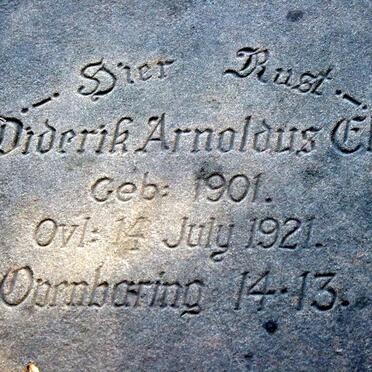 Hier Rust
Diderik Arnoldus
Geb: 1901.
Ovl: 14 July 1921.
Openbaring 14.13.